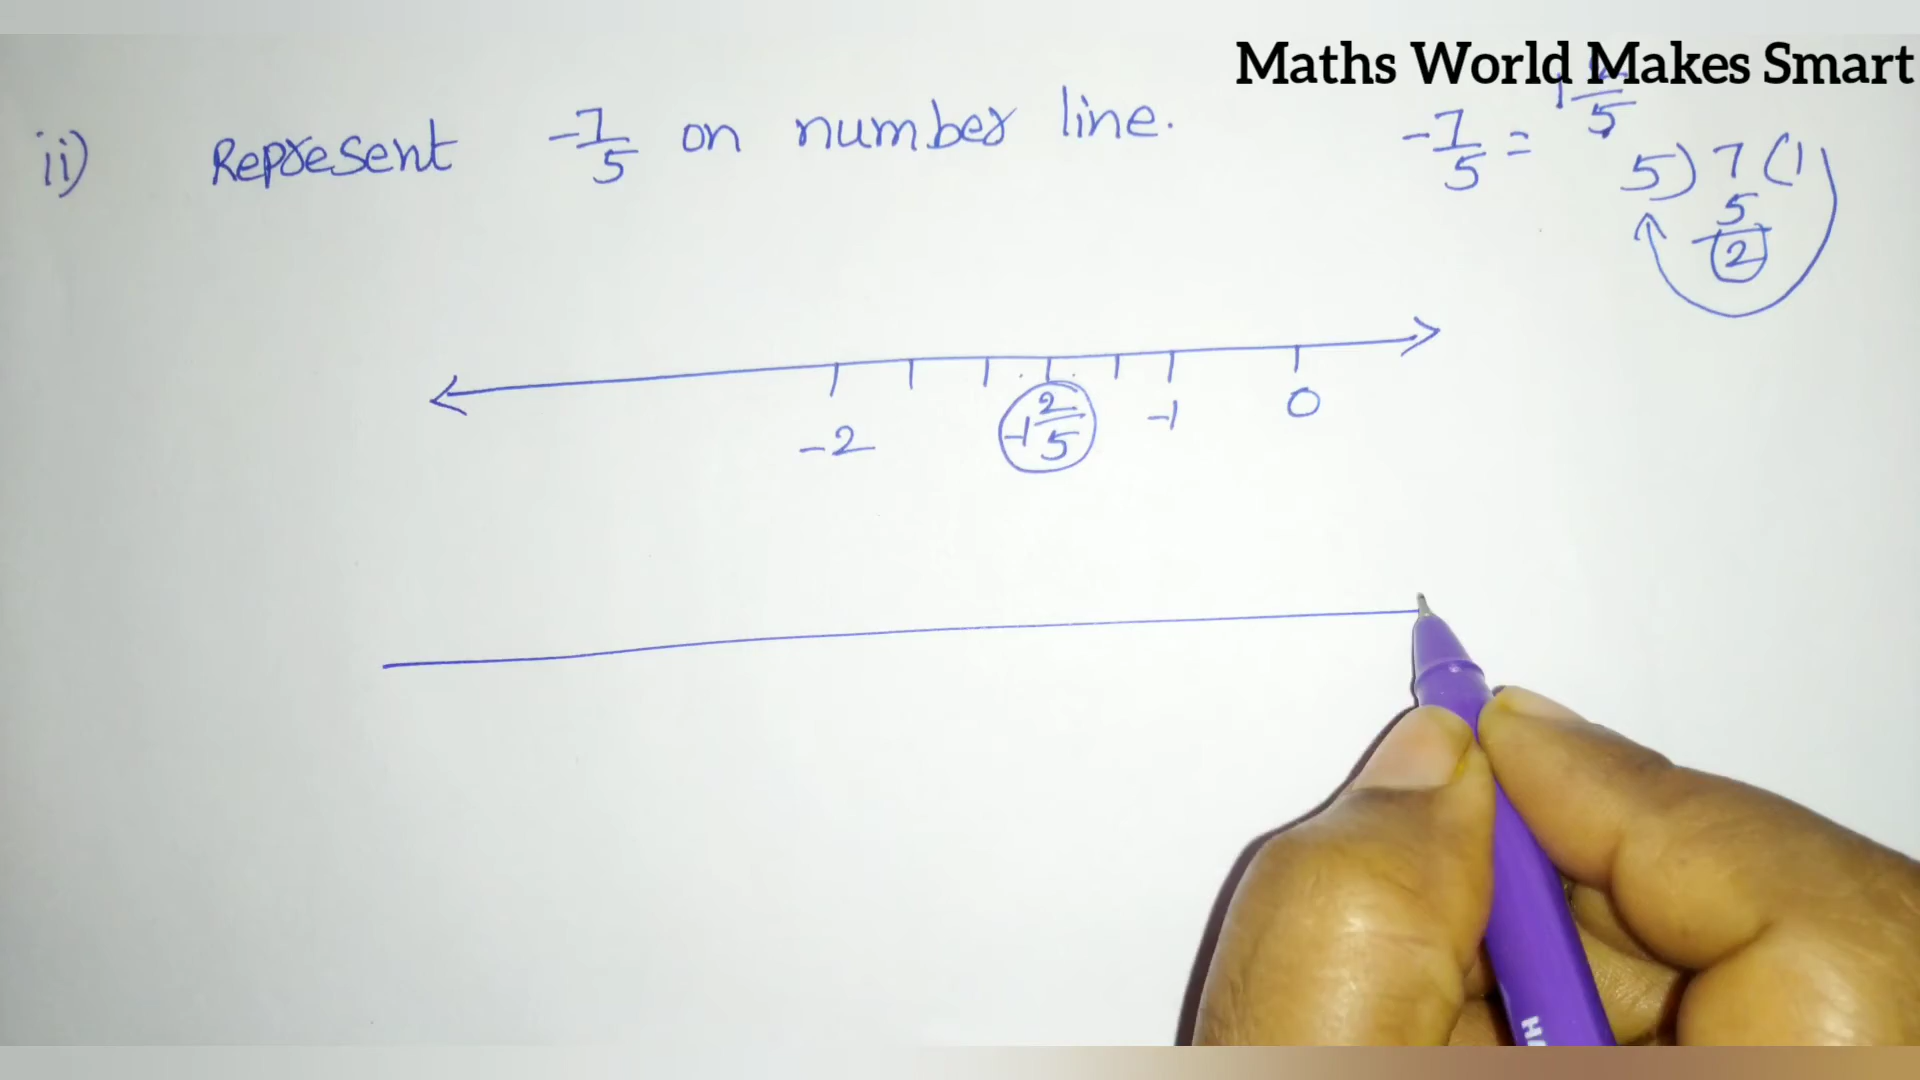 Maths World Makes Smart
ii) Represent -7/5 on number line.
-7/5 = 1 2/5
5) 7 (1
5
2
-2 -1 2/5 -1 0